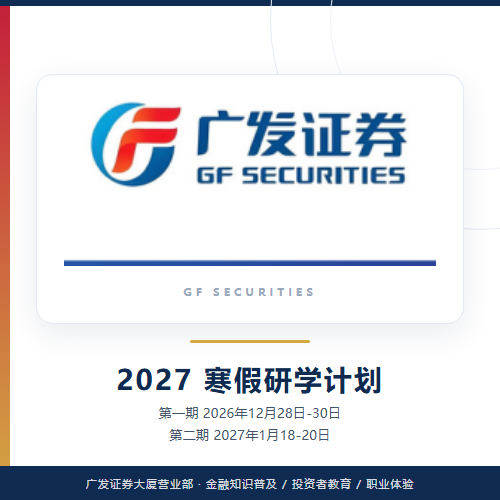 广发证券
GF SECURITIES
GF SECURITIES
2027 寒假研学计划
第一期 2026年12月28日-30日
第二期 2027年1月18-20日
广发证券大厦营业部 · 金融知识普及 / 投资者教育 / 职业体验